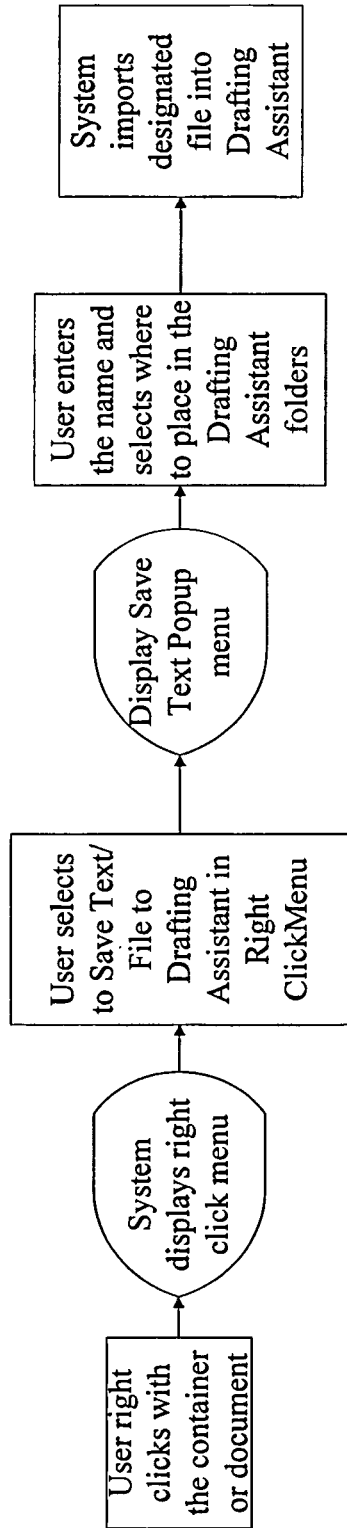 User right
clicks with
the container
or document
System
displays right
click menu
User selects
to Save Text/
File to
Drafting
Assistant in
Right
ClickMenu
Display Save
Text Popup
menu
User enters
the name and
selects where
to place in the
Drafting
Assistant
folders
System
imports
designated
file into
Drafting
Assistant